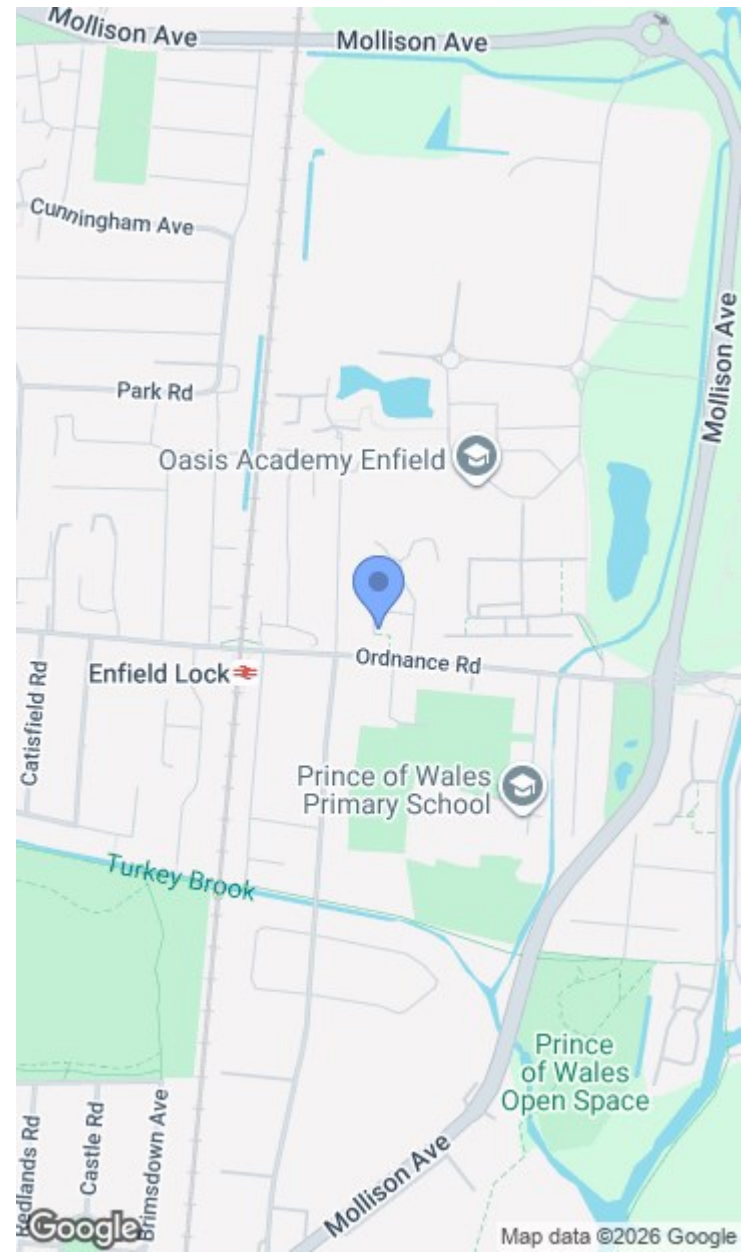 Mollison Ave
Mollison Ave
Cunningham Ave
Mollison Ave
Park Rd
Oasis Academy Enfield
Ordnance Rd
Enfield Lock
Catisfield Rd
Prince of Wales
Primary School
Turkey Brook
Prince
of Wales
Open Space
Redlands Rd
Castle Rd
Brimsdown Ave
Mollison Ave
Google
Map data ©2026 Google